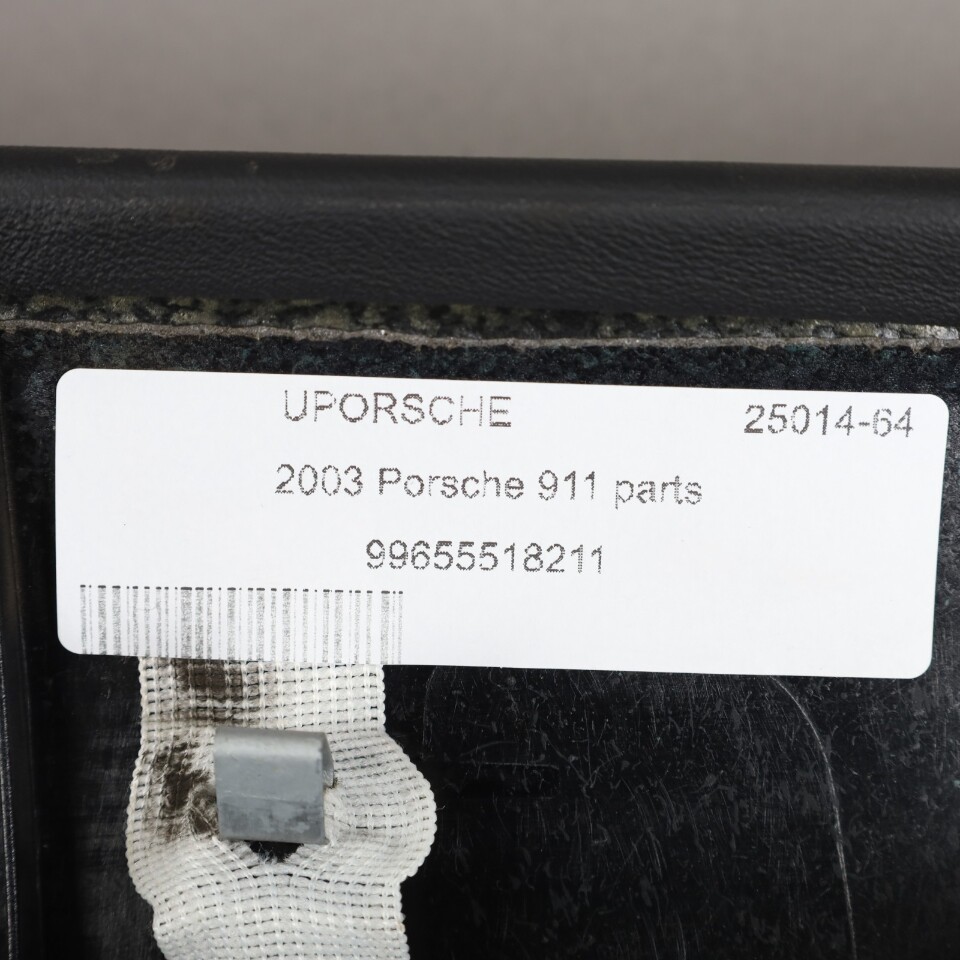 UPORSCHE 25014-64
2003 Porsche 911 parts
99655518211